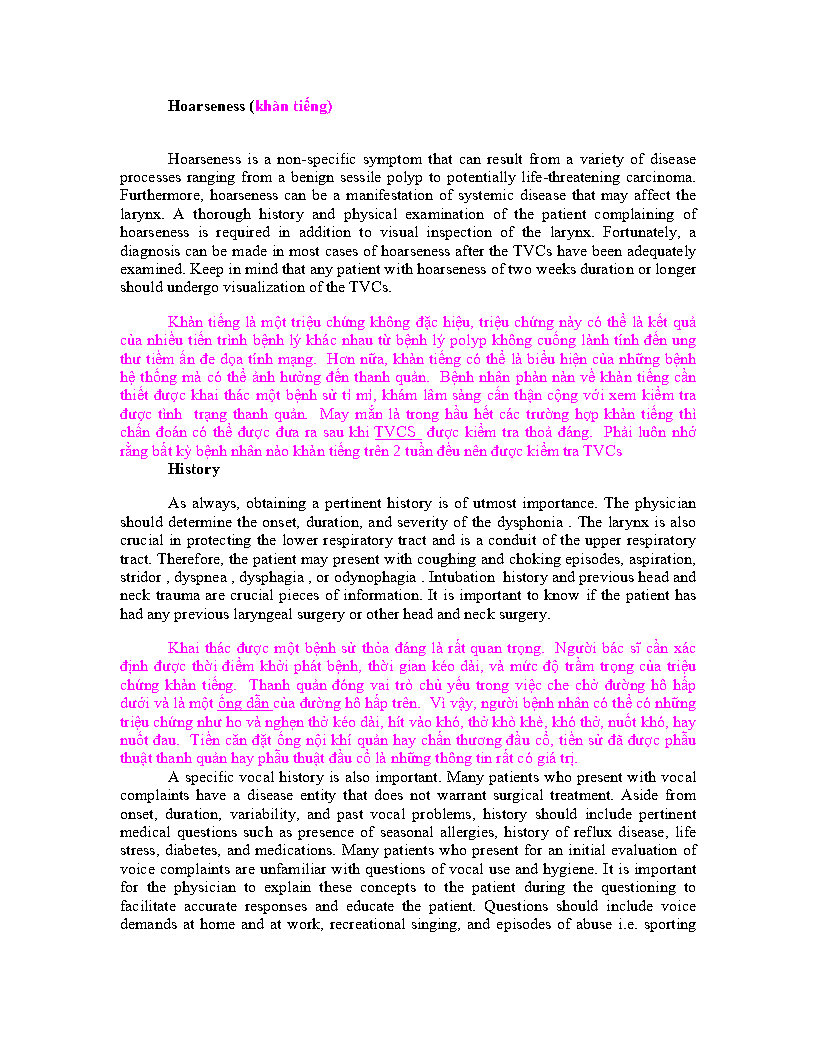 Hoarseness (khàn tiếng)
Hoarseness is a non-specific symptom that can result from a variety of disease
processes ranging from a benign sessile polyp to potentially life-threatening carcinoma.
Furthermore, hoarseness can be a manifestation of systemic disease that may affect the
larynx. A thorough history and physical examination of the patient complaining of
hoarseness is required in addition to visual inspection of the larynx. Fortunately, a
diagnosis can be made in most cases of hoarseness after the TVCs have been adequately
examined. Keep in mind that any patient with hoarseness of two weeks duration or longer
should undergo visualization of the TVCs.
Khàn tiếng là một triệu chứng không đặc hiệu, triệu chứng này có thể là kết quả
của nhiều tiến trình bệnh lý khác nhau từ bệnh lý polyp không cuống lành tính đến ung
thư tiềm ẩn đe dọa tính mạng.  Hơn nữa, khàn tiếng có thể là biểu hiện của những bệnh
hệ thống mà có thể ảnh hưởng đến thanh quản.  Bệnh nhân phàn nàn về khàn tiếng cần
thiết được khai thác một bệnh sử tỉ mỉ, khám lâm sàng cẩn thận cộng với xem kiểm tra
được tình  trạng thanh quản.  May mắn là trong hầu hết các trường hợp khàn tiếng thì
chẩn đoán có thể được đưa ra sau khi TVCS  được kiểm tra thoả đáng.  Phải luôn nhớ
rằng bất kỳ bệnh nhân nào khàn tiếng trên 2 tuần đều nên được kiểm tra TVCs
History
As always, obtaining a pertinent history is of utmost importance. The physician
should determine the onset, duration, and severity of the dysphonia . The larynx is also
crucial in protecting the lower respiratory tract and is a conduit of the upper respiratory
tract. Therefore, the patient may present with coughing and choking episodes, aspiration,
stridor , dyspnea , dysphagia , or odynophagia . Intubation  history and previous head and
neck trauma are crucial pieces of information. It is important to know if the patient has
had any previous laryngeal surgery or other head and neck surgery.
Khai thác được một bệnh sử thỏa đáng là rất quan trọng.  Người bác sĩ cần xác
định được thời điểm khởi phát bệnh, thời gian kéo dài, và mức độ trầm trọng của triệu
chứng khàn tiếng.  Thanh quản đóng vai trò chủ yếu trong việc che chở đường hô hấp
dưới và là một ống dẫn của đường hô hấp trên.  Vì vậy, người bệnh nhân có thể có những
triệu chứng như ho và nghẹn thở kéo dài, hít vào khó, thở khò khè, khó thở, nuốt khó, hay
nuốt đau.  Tiền căn đặt ống nội khí quản hay chấn thương đầu cổ, tiền sử đã được phẫu
thuật thanh quản hay phẫu thuật đầu cổ là những thông tin rất có giá trị.
A specific vocal history is also important. Many patients who present with vocal
complaints have a disease entity that does not warrant surgical treatment. Aside from
onset, duration, variability, and past vocal problems, history should include pertinent
medical questions such as presence of seasonal allergies, history of reflux disease, life
stress, diabetes, and medications. Many patients who present for an initial evaluation of
voice complaints are unfamiliar with questions of vocal use and hygiene. It is important
for the physician to explain these concepts to the patient during the questioning to
facilitate accurate responses and educate the patient. Questions should include voice
demands at home and at work, recreational singing, and episodes of abuse i.e. sporting